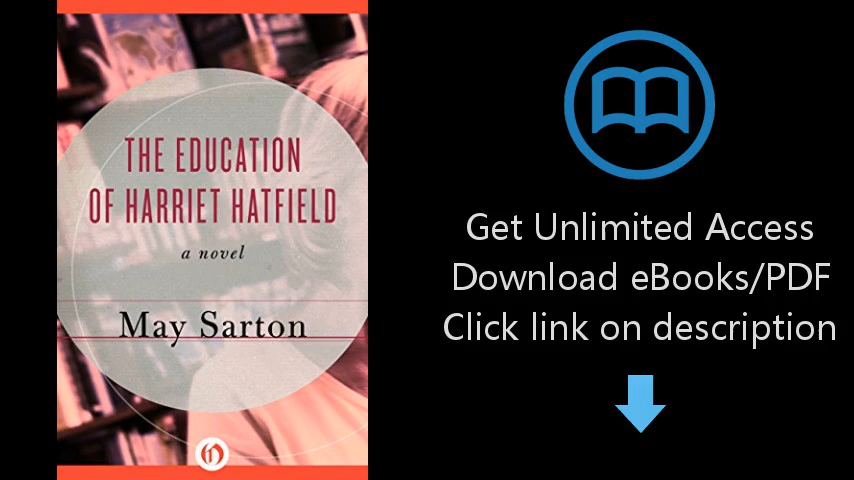 THE EDUCATION
OF HARRIET HATFIELD
a novel
May Sarton
Get Unlimited Access
Download eBooks/PDF
Click link on description